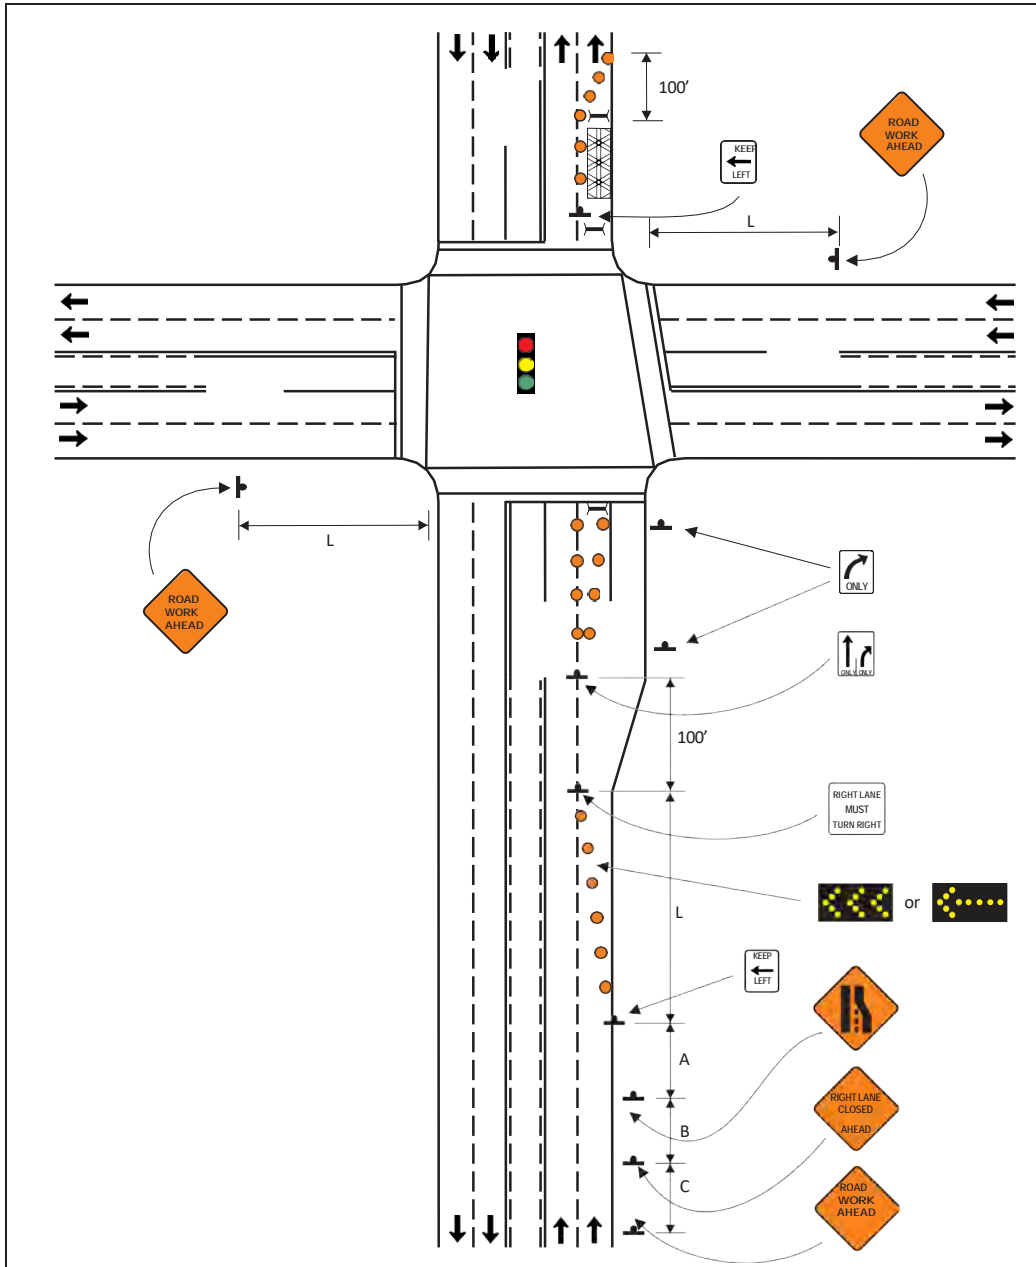 100’
ROAD
WORK
AHEAD
KEEP
LEFT
L
L
ROAD
WORK
AHEAD
ONLY
ONLY ONLY
100’
RIGHT LANE
MUST
TURN RIGHT
L
or
KEEP
LEFT
A
RIGHT LANE
CLOSED
AHEAD
B
C
ROAD
WORK
AHEAD